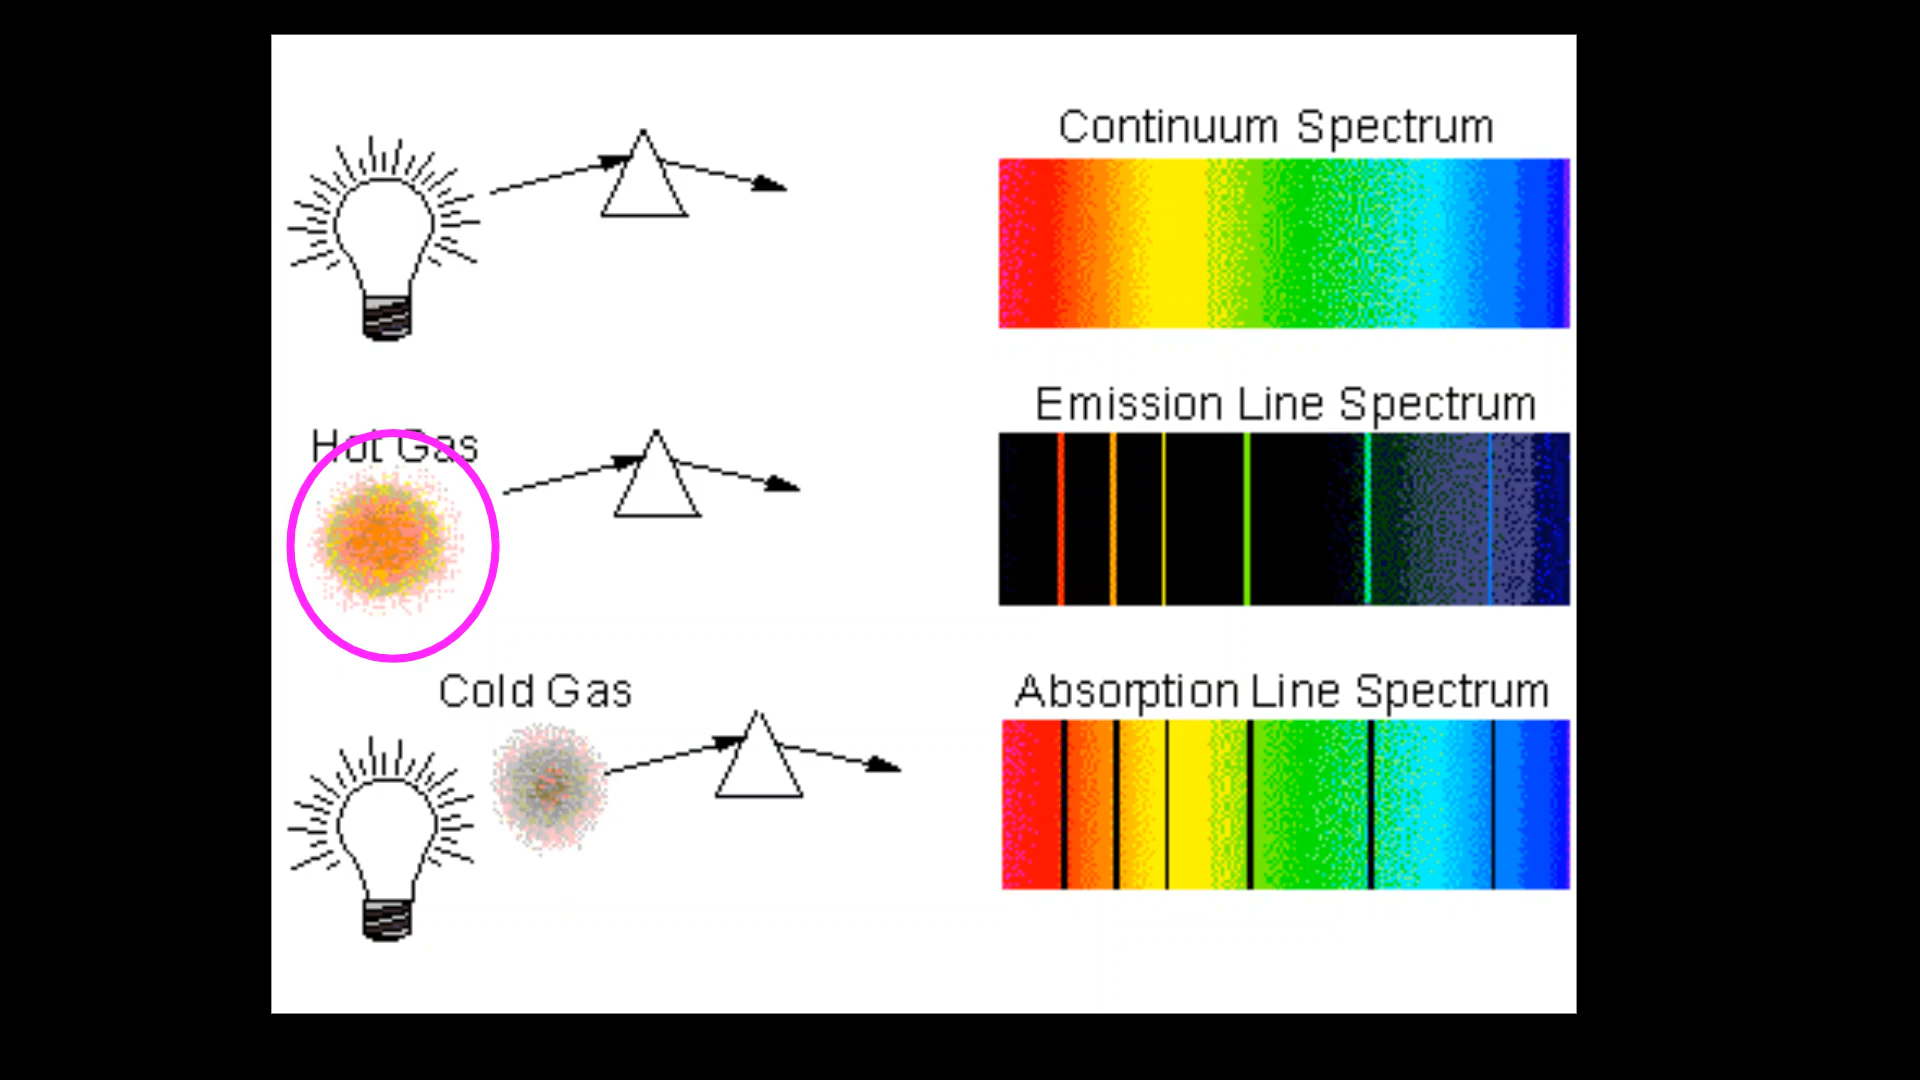 Continuum Spectrum
Hot Gas
Emission Line Spectrum
Cold Gas
Absorption Line Spectrum